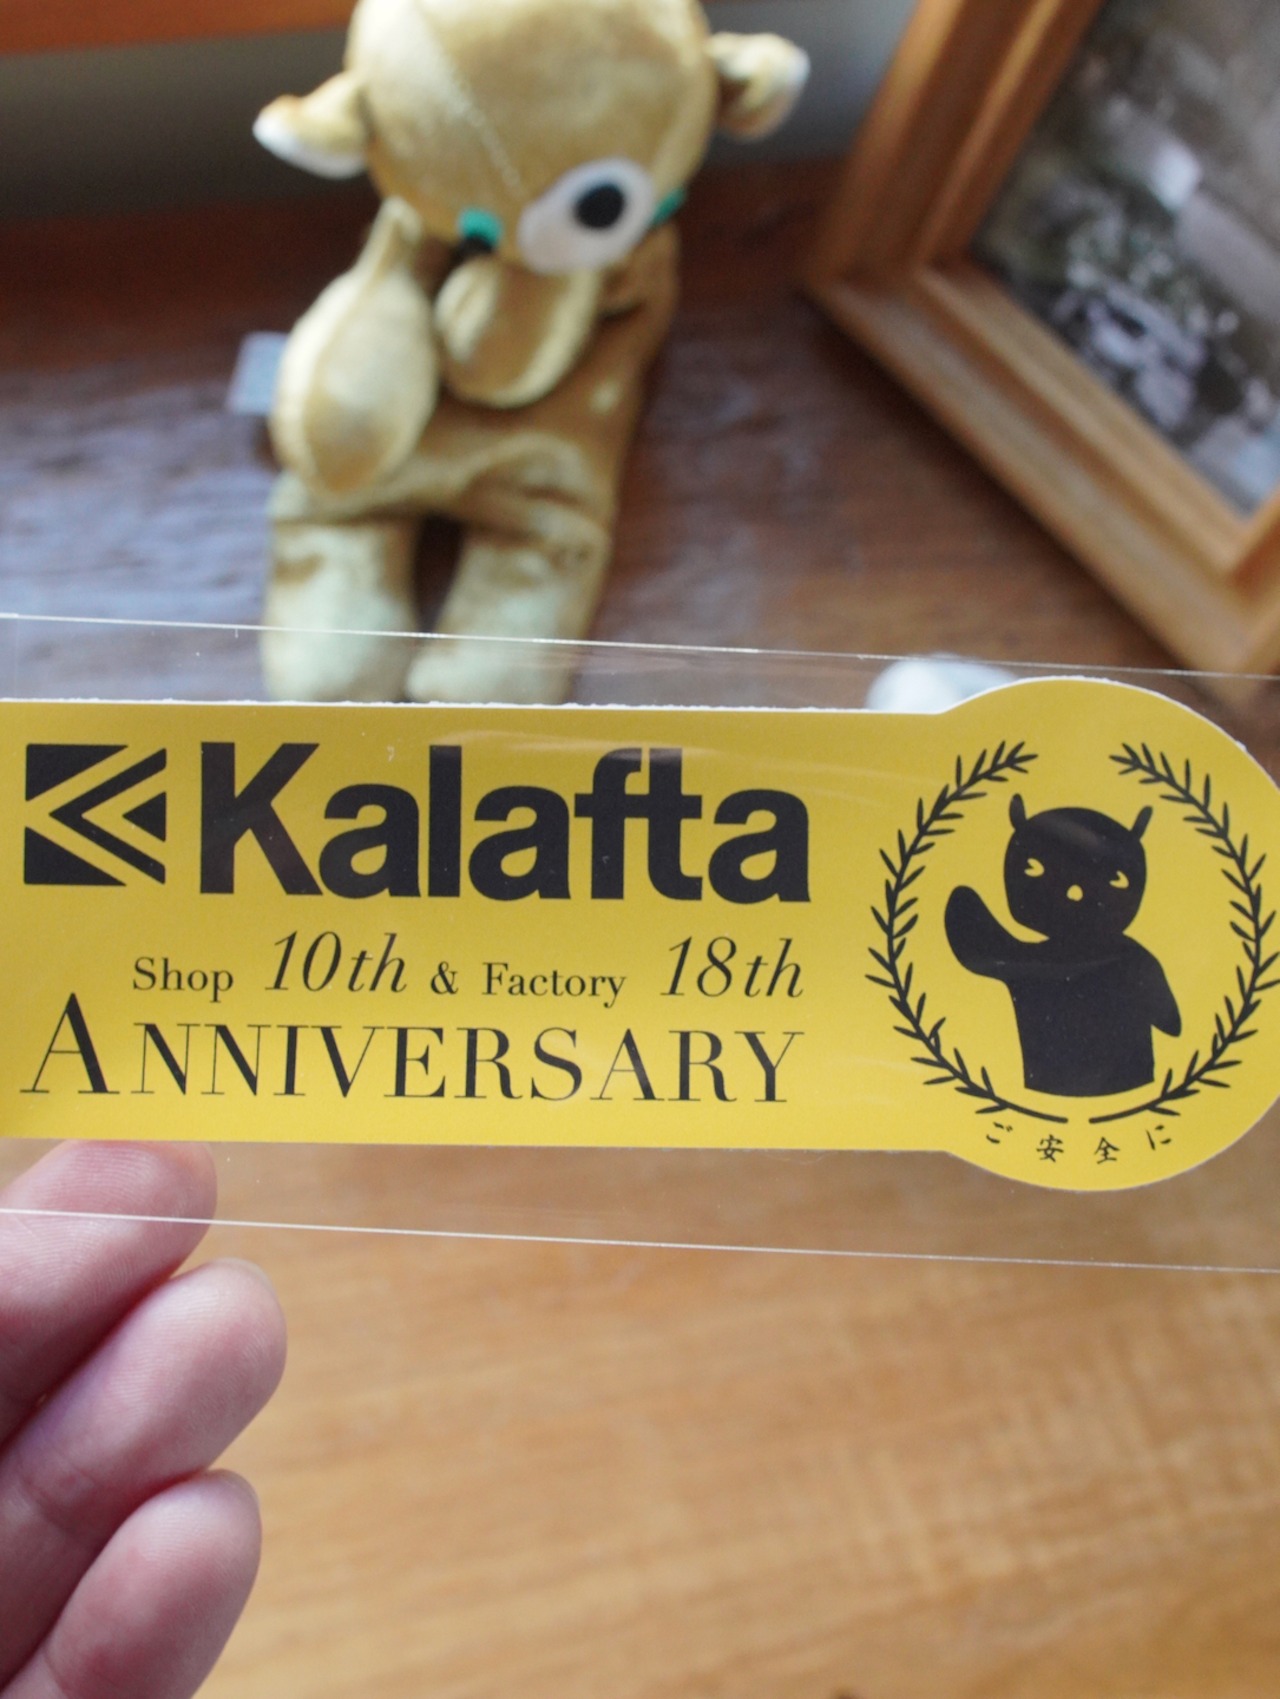 Kalafta
Shop 10th & Factory 18th
ANNIVERSARY
ご安全に